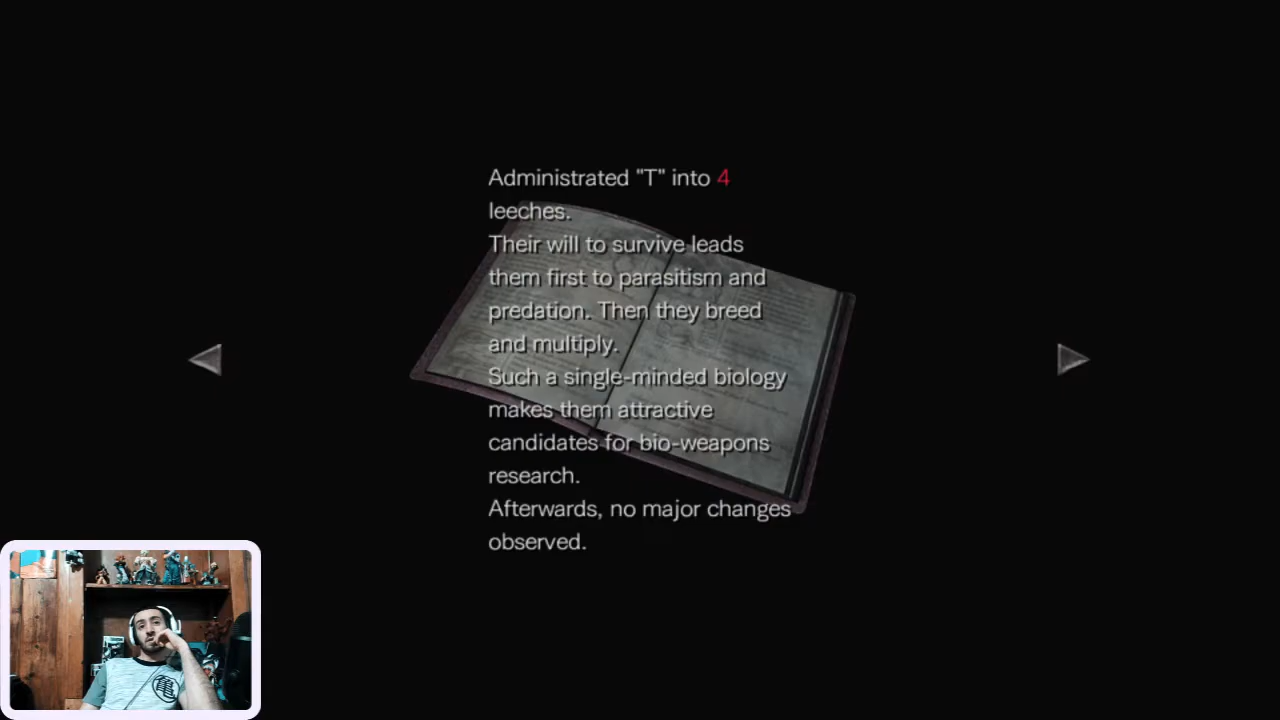 Administrated "T" into 4
leeches.
Their will to survive leads
them first to parasitism and
predation. Then they breed
and multiply.
Such a single-minded biology
makes them attractive
candidates for bio-weapons
research.
Afterwards, no major changes
observed.
亀